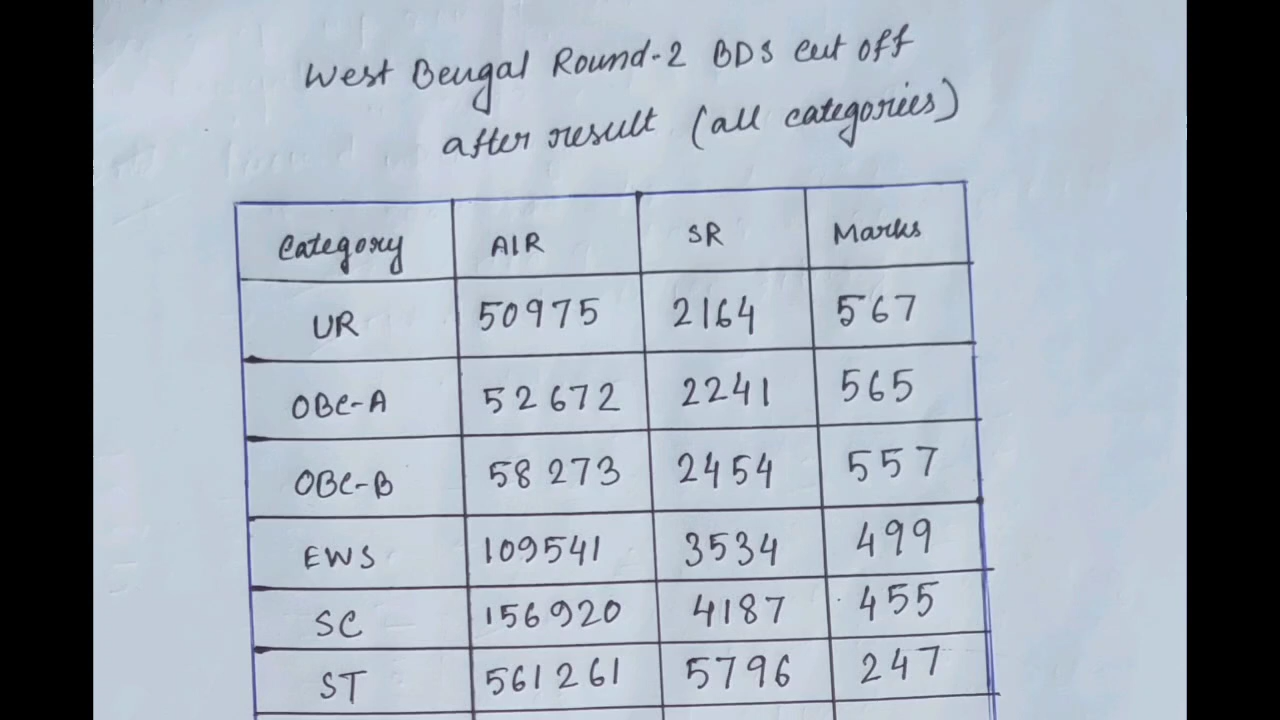 West Bengal Round-2 BDS cut off
after result (all categories)
Category AIR SR Marks
UR 50975 2164 567
OBC-A 52672 2241 565
OBC-B 58273 2454 557
EWS 109541 3534 499
SC 156920 4187 455
ST 561261 5796 247